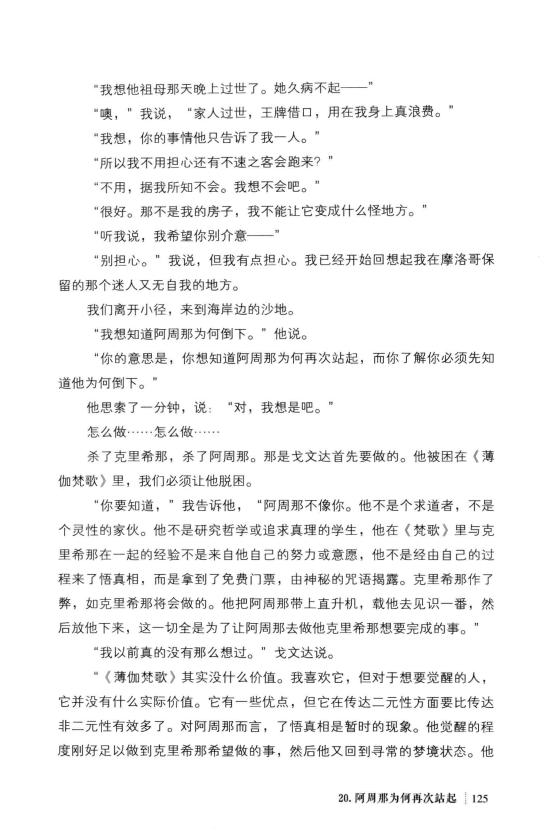 “我想他祖母那天晚上过世了。她久病不起——”
“噢，”我说，“家人过世，王牌借口，用在我身上真浪费。”
“我想，你的事情他只告诉了我一人。”
“所以我不用担心还有不速之客会跑来？”
“不用，据我所知不会。我想不会吧。”
“很好。那不是我的房子，我不能让它变成什么怪地方。”
“听我说，我希望你别介意——”
“别担心。”我说，但我有点担心。我已经开始回想起我在摩洛哥保
留的那个迷人又无自我的地方。
我们离开小径，来到海岸边的沙地。
“我想知道阿周那为何倒下。”他说。
“你的意思是，你想知道阿周那为何再次站起，而你了解你必须先知
道他为何倒下。”
他思索了一分钟，说：“对，我想是吧。”
怎么做……怎么做……
杀了克里希那，杀了阿周那。那是戈文达首先要做的。他被困在《薄
伽梵歌》里，我们必须让他脱困。
“你要知道，”我告诉他，“阿周那不像你。他不是个求道者，不是
个灵性的家伙。他不是研究哲学或追求真理的学生，他在《梵歌》里与克
里希那在一起的经验不是来自他自己的努力或意愿，他不是经由自己的过
程来了悟真相，而是拿到了免费门票，由神秘的咒语揭露。克里希那作了
弊，如克里希那将会做的。他把阿周那带上直升机，载他去见识一番，然
后放他下来，这一切全是为了让阿周那去做他克里希那想要完成的事。”
“我以前真的没有那么想过。”戈文达说。
“《薄伽梵歌》其实没什么价值。我喜欢它，但对于想要觉醒的人，
它并没有什么实际价值。它有一些优点，但它在传达二元性方面要比传达
非二元性有效多了。对阿周那而言，了悟真相是暂时的现象。他觉醒的程
度刚好足以做到克里希那希望做的事，然后他又回到寻常的梦境状态。他
20. 阿周那为何再次站起 125